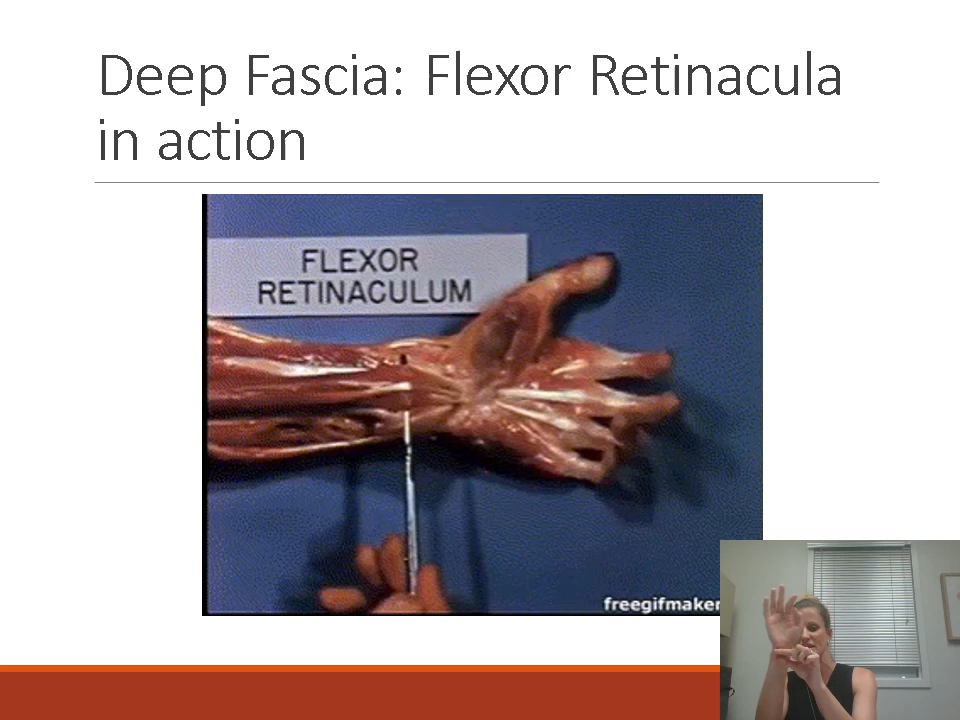 Deep Fascia: Flexor Retinacula
in action
FLEXOR
RETINACULUM
freegifmaker